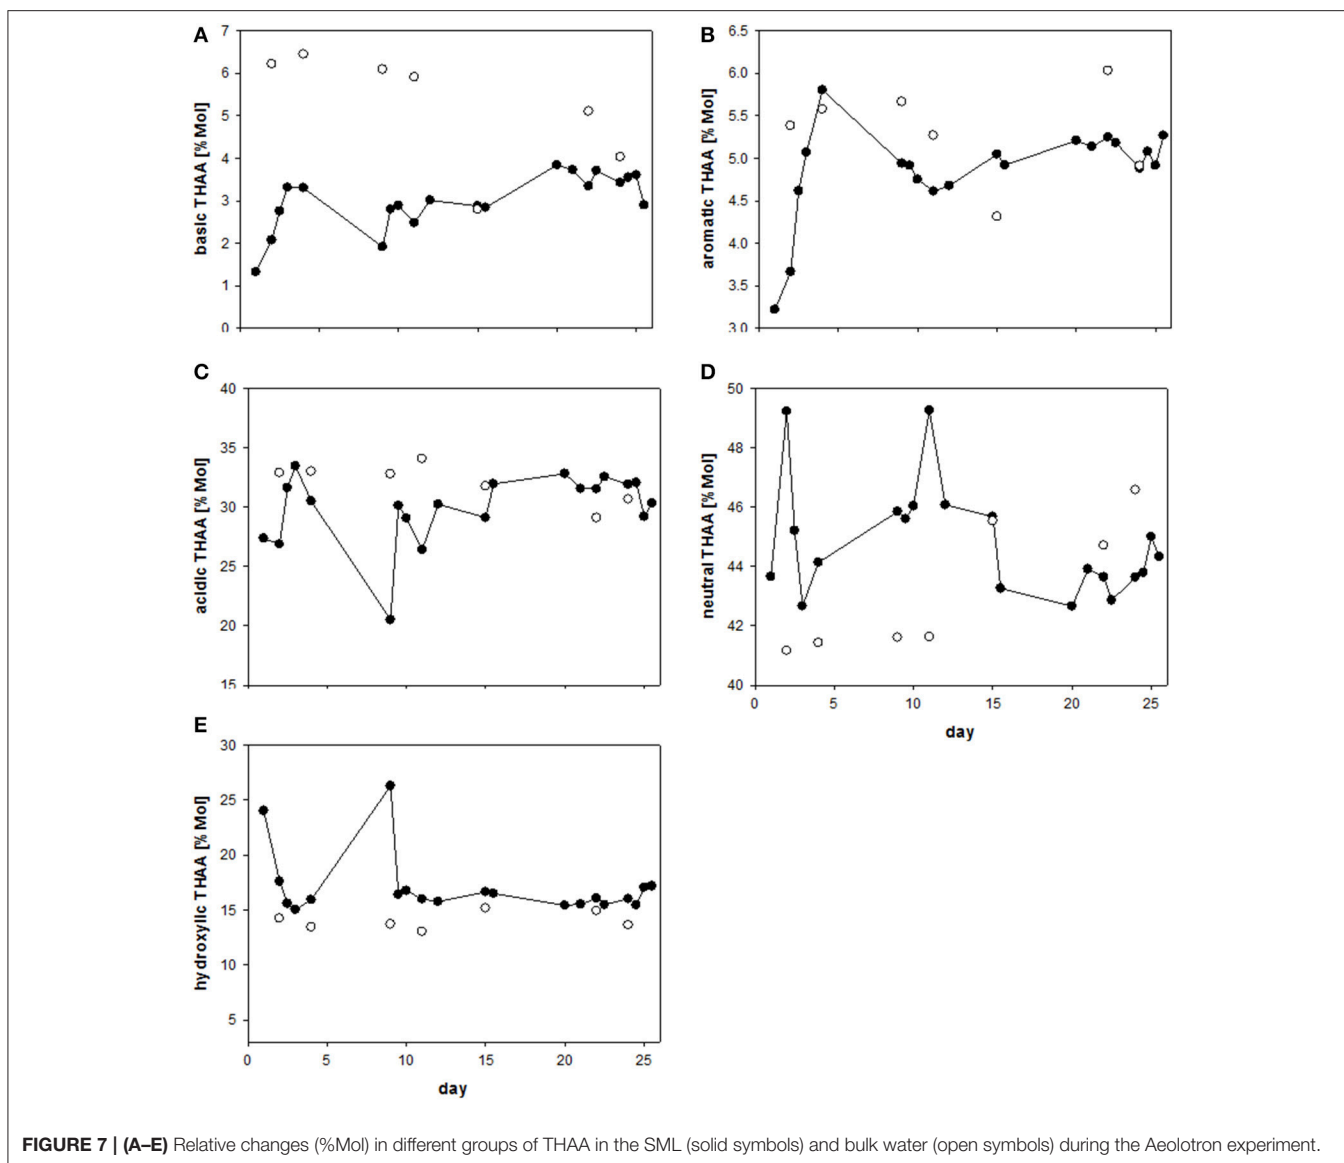 A
7
6
5
4
3
2
1
0
basic THAA [%Mol]
B
6.5
6.0
5.5
5.0
4.5
4.0
3.5
3.0
aromatic THAA [%Mol]
C
40
35
30
25
20
15
acidic THAA [%Mol]
D
50
48
46
44
42
40
neutral THAA [%Mol]
0 5 10 15 20 25
day
E
30
25
20
15
10
5
hydroxylic THAA [%Mol]
0 5 10 15 20 25
day
FIGURE 7 | (A–E) Relative changes (%Mol) in different groups of THAA in the SML (solid symbols) and bulk water (open symbols) during the Aeolotron experiment.